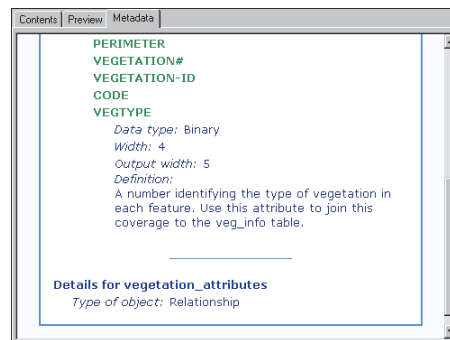 Contents Preview Metadata
PERIMETER
VEGETATION#
VEGETATION-ID
CODE
VEGTYPE
Data type: Binary
Width: 4
Output width: 5
Definition:
A number identifying the type of vegetation in
each feature. Use this attribute to join this
coverage to the veg_info table.
Details for vegetation_attributes
Type of object: Relationship